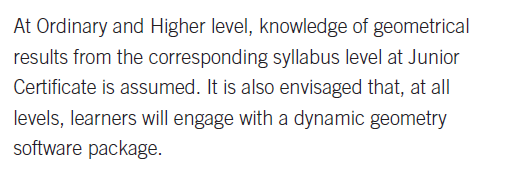 At Ordinary and Higher level, knowledge of geometrical
results from the corresponding syllabus level at Junior
Certificate is assumed. It is also envisaged that, at all
levels, learners will engage with a dynamic geometry
software package.